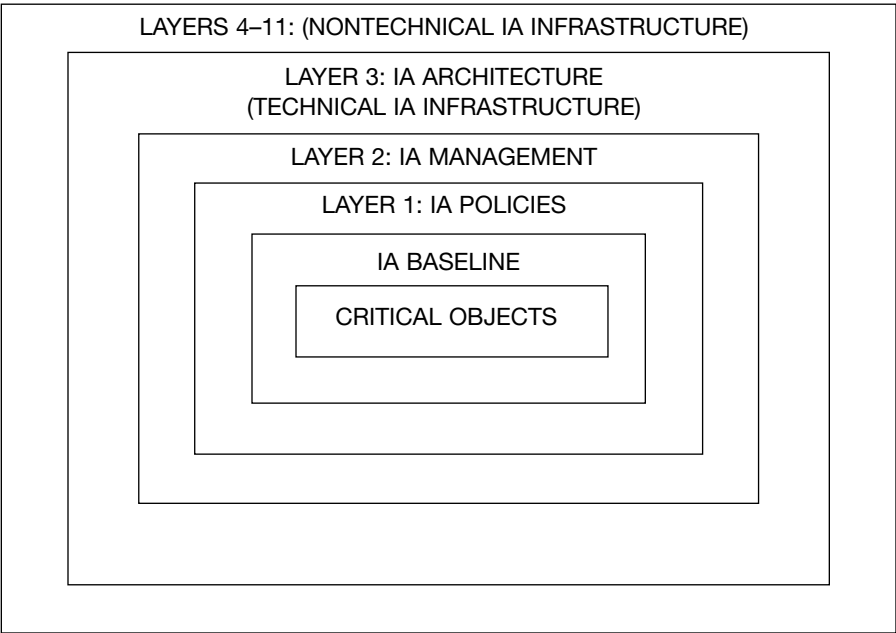 LAYERS 4–11: (NONTECHNICAL IA INFRASTRUCTURE)
LAYER 3: IA ARCHITECTURE
(TECHNICAL IA INFRASTRUCTURE)
LAYER 2: IA MANAGEMENT
LAYER 1: IA POLICIES
IA BASELINE
CRITICAL OBJECTS